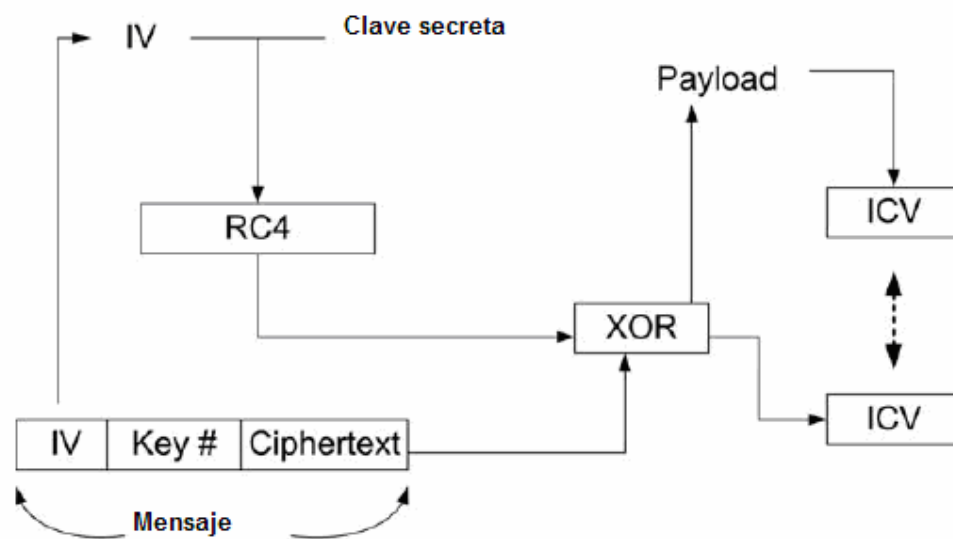 IV
Clave secreta
Payload
ICV
RC4
XOR
ICV
IV Key # Ciphertext
Mensaje